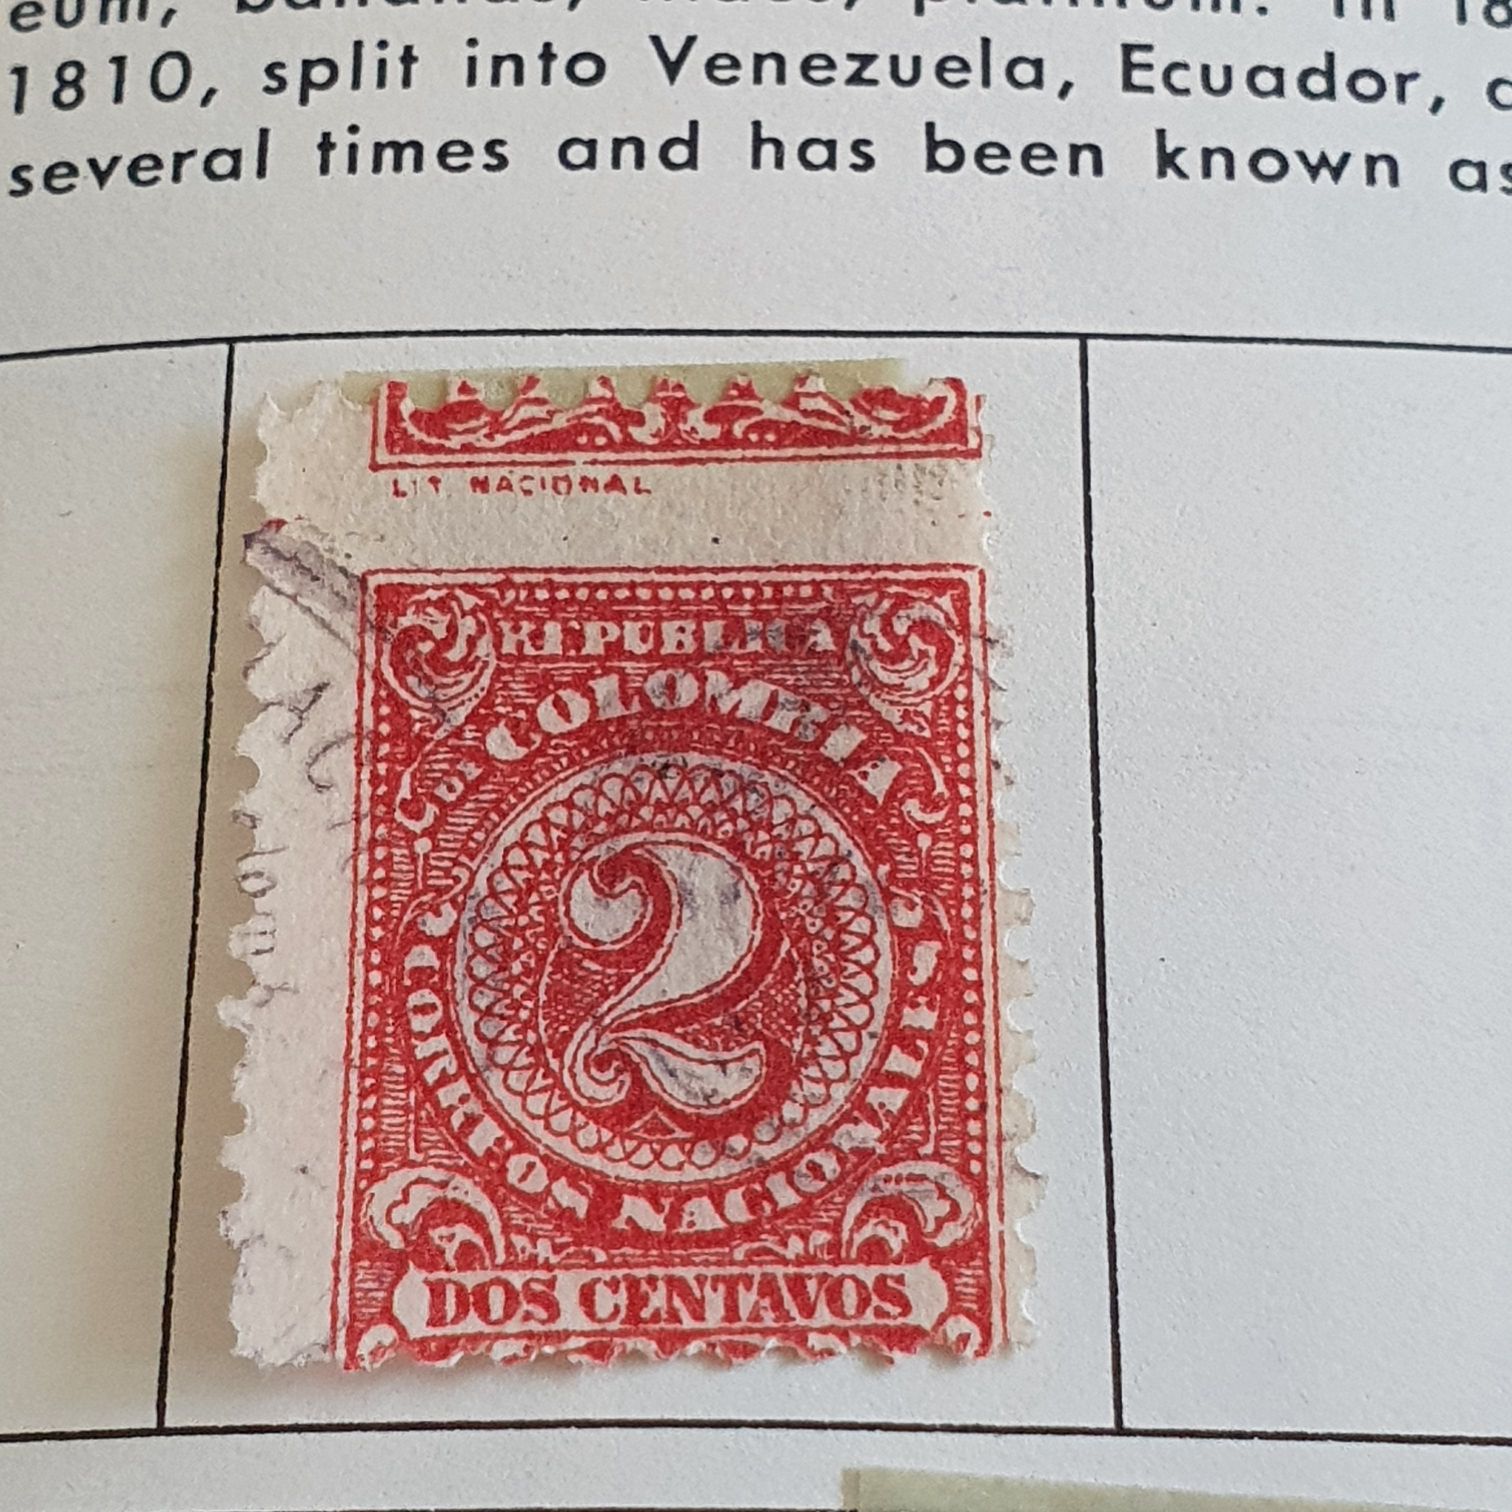 1810, split into Venezuela, Ecuador,
several times and has been known as
LIT. NACIONAL
REPUBLICA
DE COLOMBIA
2
CORREOS NACIONALES
DOS CENTAVOS